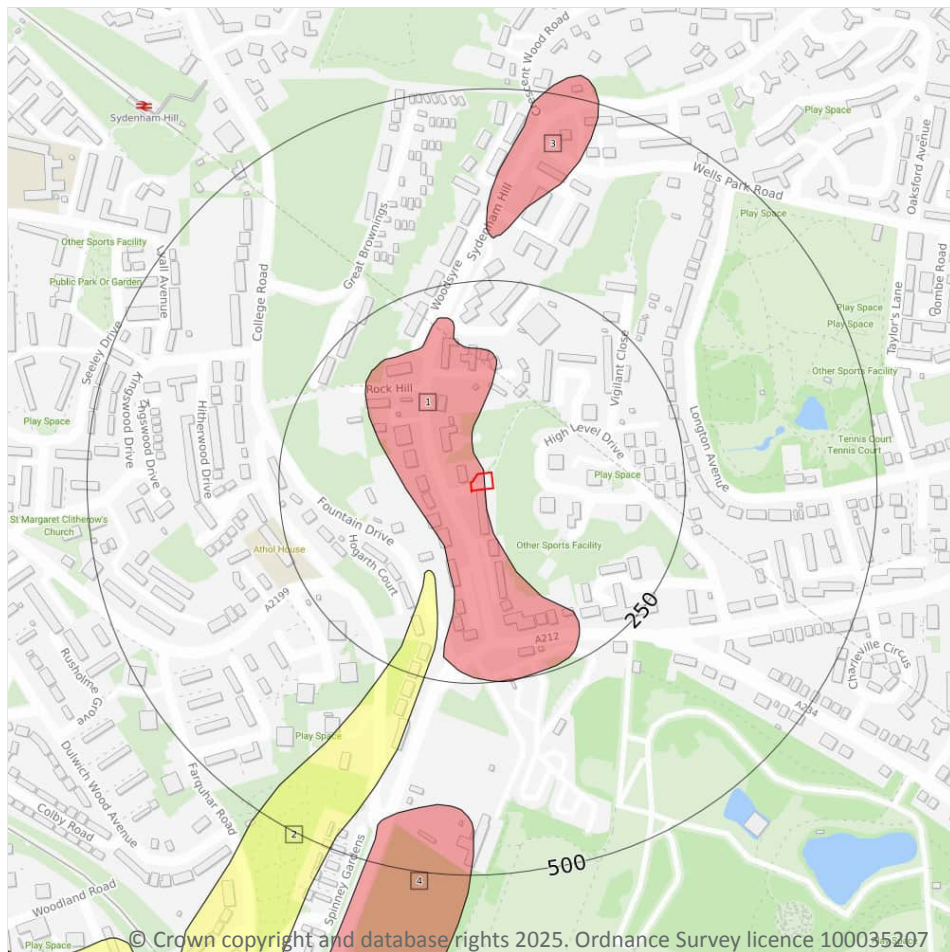 Crescent Wood Road
Sydenham Hill
Play Space
3
Oaksford Avenue
Wells Park Road
Play Space
Sydenham Hill
Other Sports Facility
Lyall Avenue
Public Park Or Garden
College Road
Great Brownings
Woodsyre
Coombe Road
Taylor's Lane
Play Space
Play Space
Seeley Drive
Vigilant Close
Other Sports Facility
Kingswood Drive
Kingswood Drive
Rock Hill
1
Hitherwood Drive
Play Space
High Level Drive
Longton Avenue
Tennis Court
Tennis Court
Play Space
Fountain Drive
St Margaret Clitherow's
Church
Athol House
Hogarth Court
Other Sports Facility
A2199
250
A212
Charleville Circus
Rusholme Grove
A234
Play Space
Dulwich Wood Avenue
Farquhar Road
Colby Road
2
Spinney Gardens
500
4
Woodland Road
Play Space
© Crown copyright and database rights 2025. Ordnance Survey licence 100035207